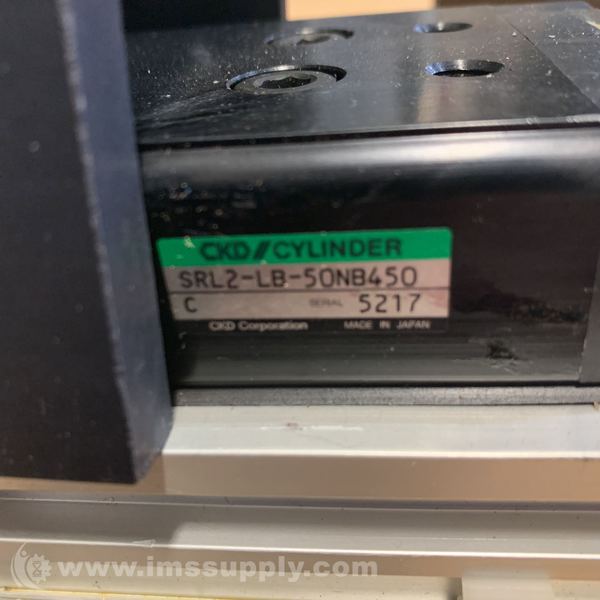 CKD//CYLINDER
SRL2-LB-50NB450
C SERIAL 5217
CKD Corporation MADE IN JAPAN
www.imssupply.com